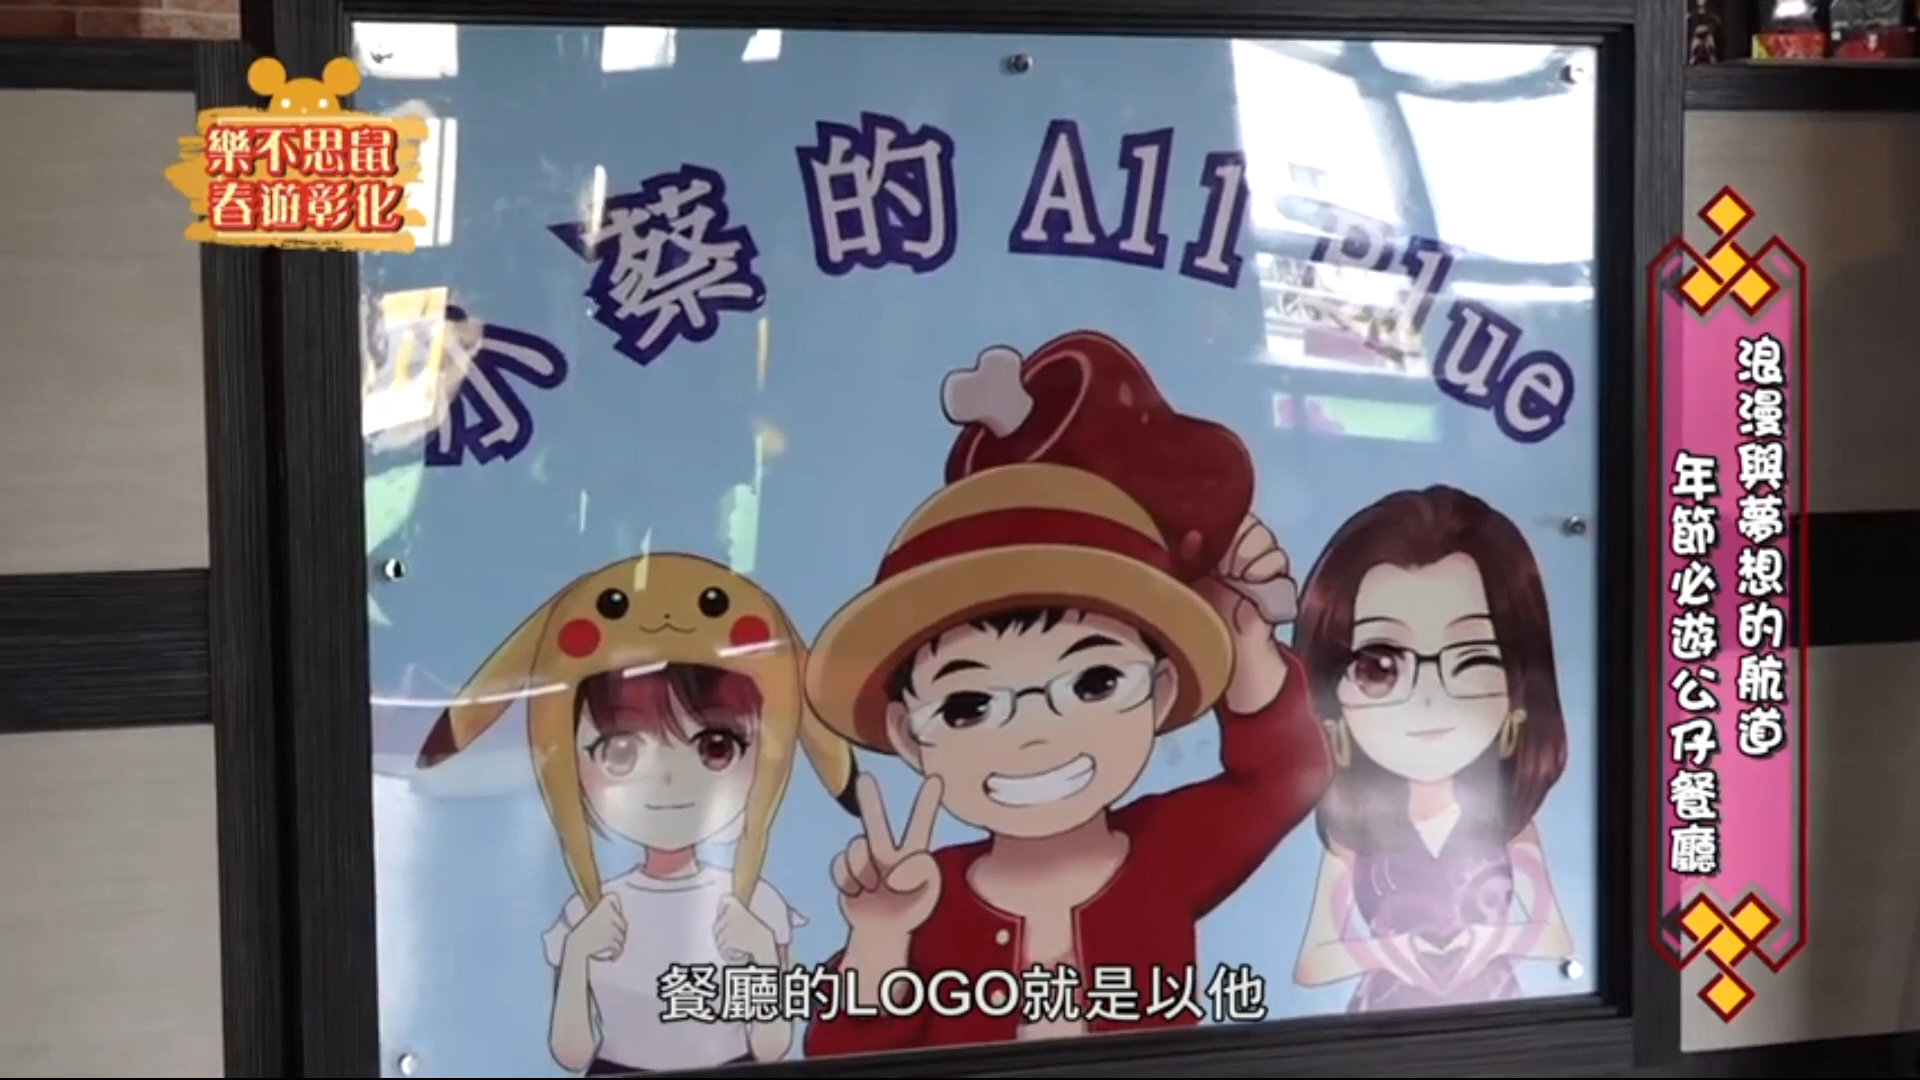 樂不思鼠
春遊彰化
小蔡的All Blue
浪漫與夢想的航道
年節必遊公仔餐廳
餐廳的LOGO就是以他